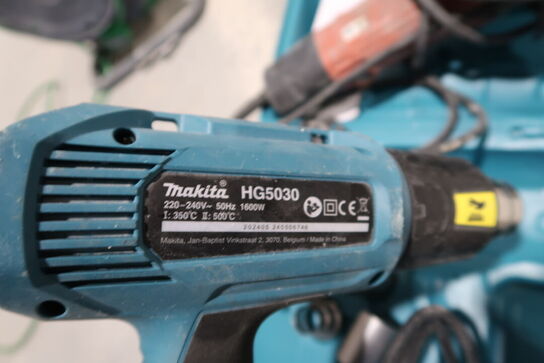 makita HG5030
220-240V~ 50Hz 1600W
I: 350°C II: 500°C
CE
Makita, Jan-Baptist Vinkstraat 2, 3070, Belgium / Made in China